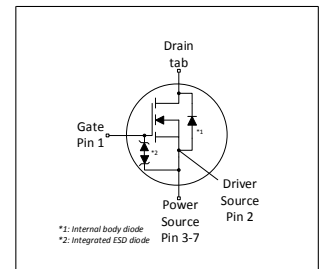 Drain
tab
*1
Gate
Pin 1
*2
Driver
Source
Pin 2
Power
Source
Pin 3-7
*1: Internal body diode
*2: Integrated ESD diode